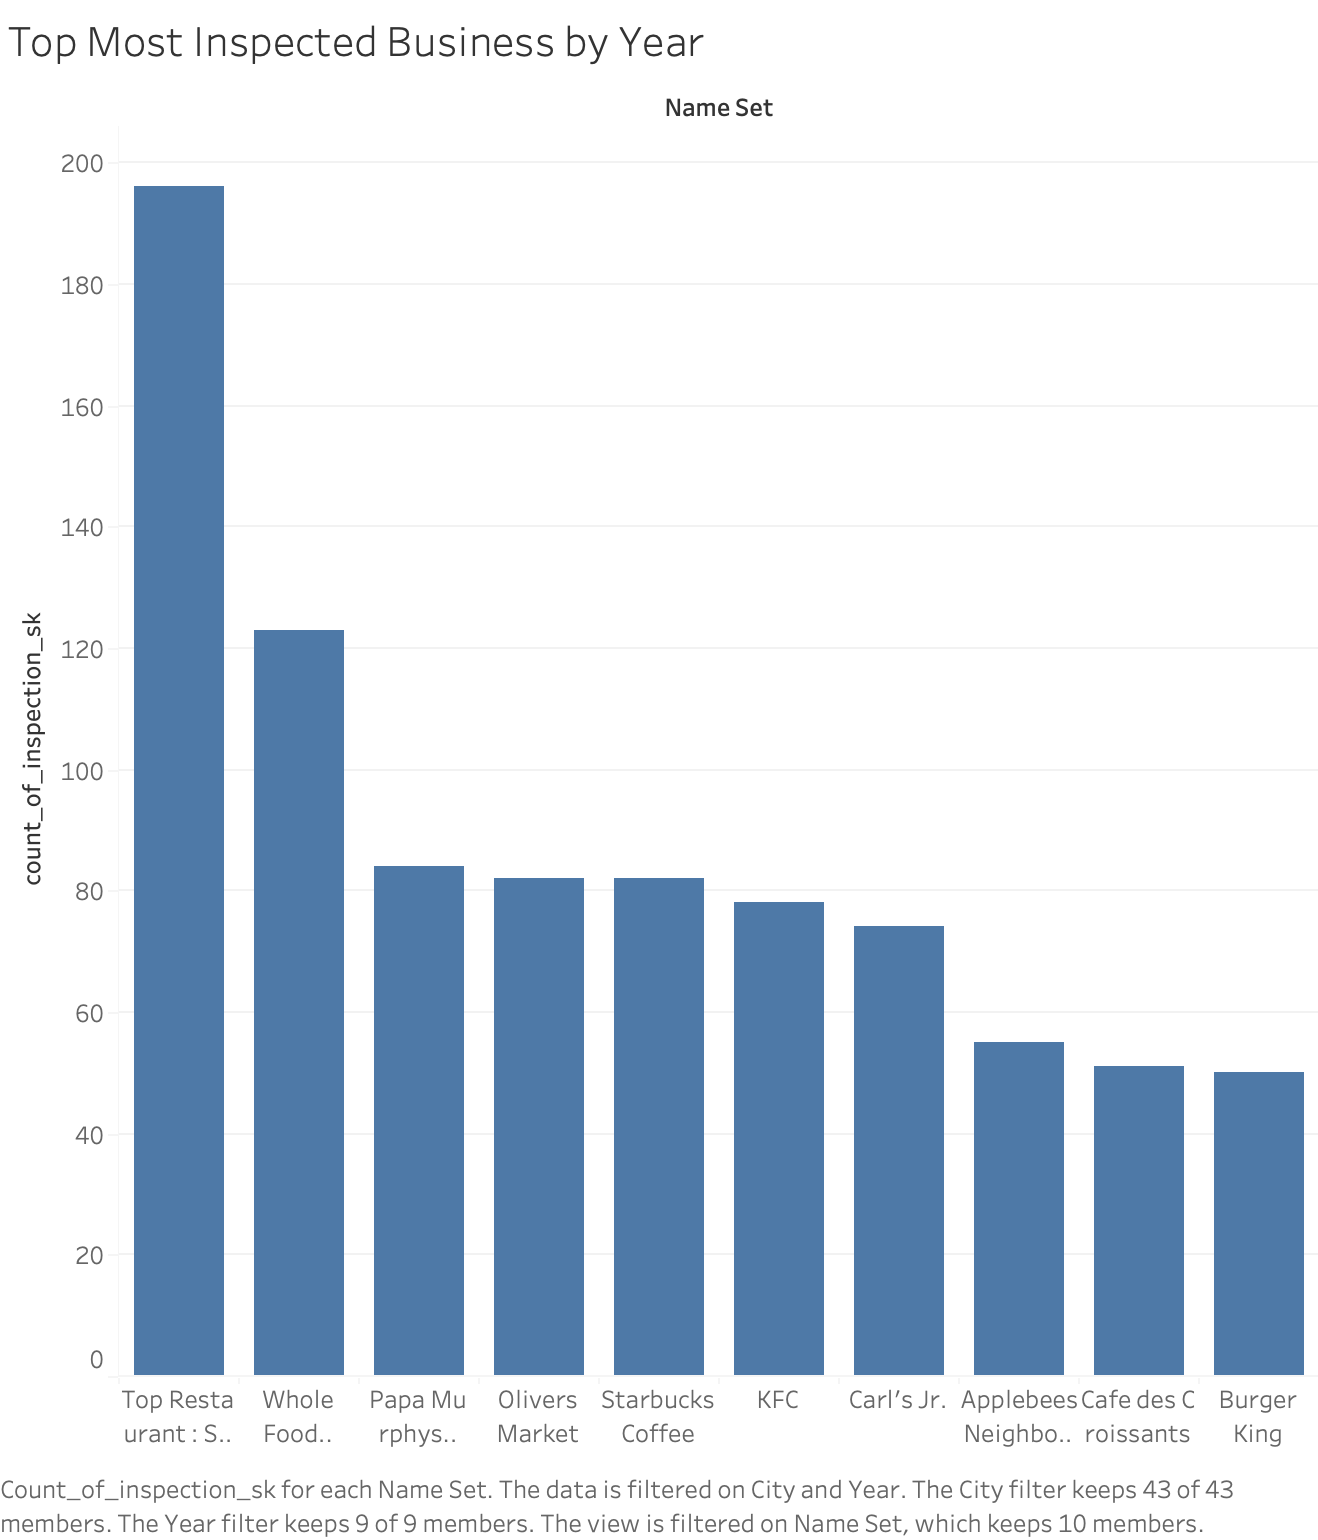 Top Most Inspected Business by Year
Name Set
200
180
160
140
120
100
80
60
40
20
0
count_of_inspection_sk
Top Resta
urant : S..
Whole
Food..
Papa Mu
rphys..
Olivers
Market
Starbucks
Coffee
KFC
Carl’s Jr.
Applebees
Neighbo..
Cafe des C
roissants
Burger
King
Count_of_inspection_sk for each Name Set. The data is filtered on City and Year. The City filter keeps 43 of 43
members. The Year filter keeps 9 of 9 members. The view is filtered on Name Set, which keeps 10 members.